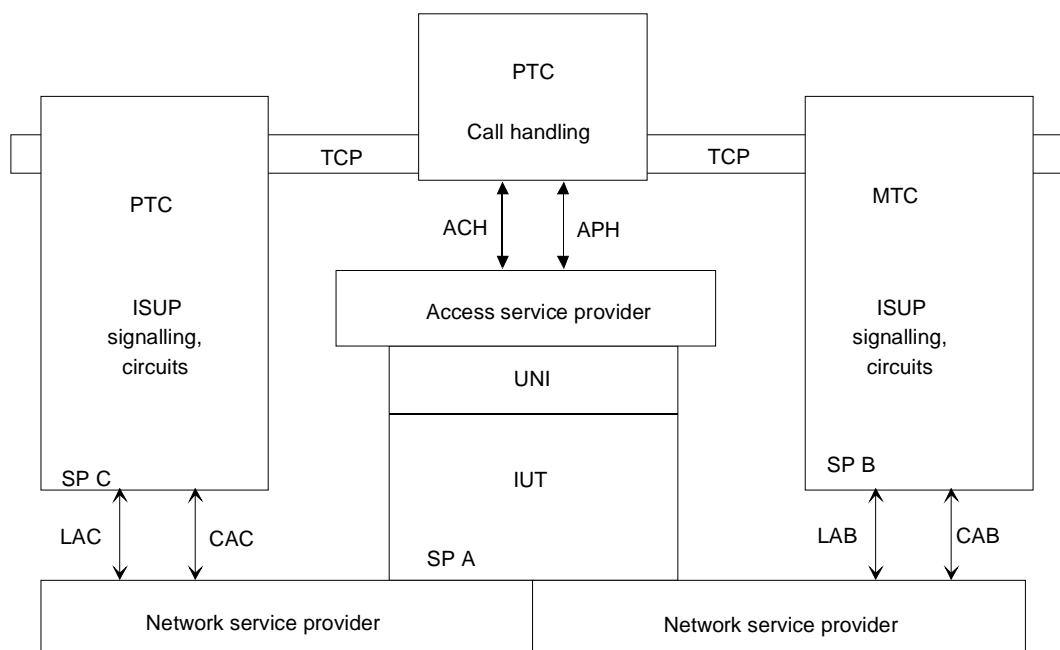 PTC
Call handling
TCP
TCP
PTC
MTC
ACH
APH
ISUP
signalling,
circuits
Access service provider
ISUP
signalling,
circuits
UNI
SP C
IUT
SP B
LAC
CAC
SP A
LAB
CAB
Network service provider
Network service provider